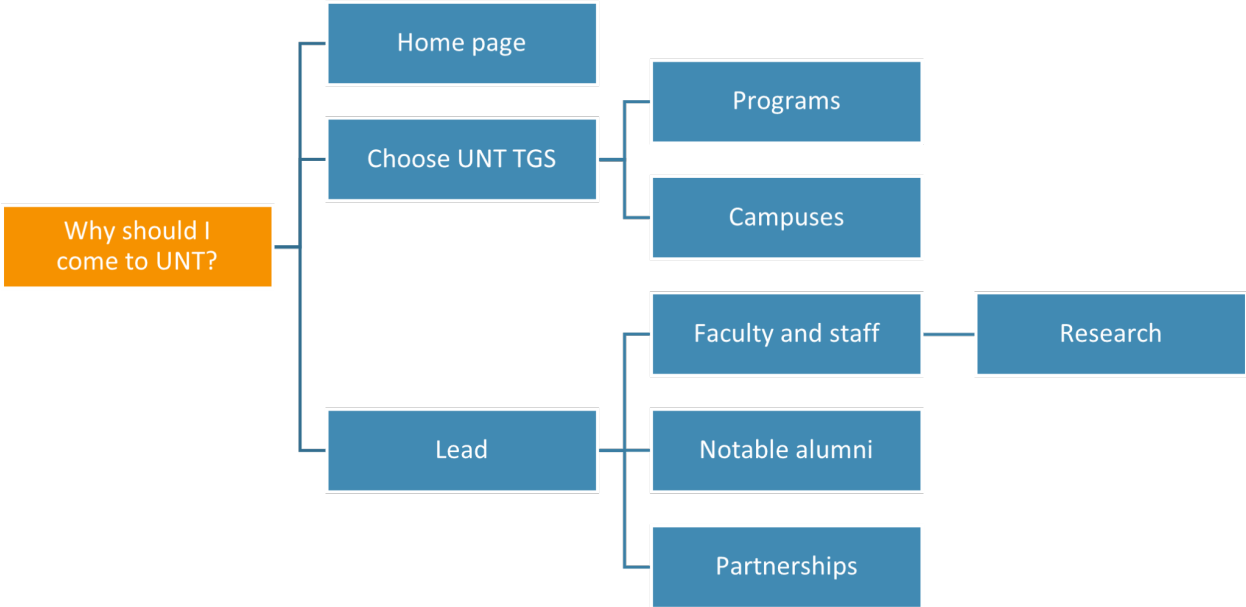 Why should I
come to UNT?
Home page
Choose UNT TGS
Programs
Campuses
Lead
Faculty and staff
Research
Notable alumni
Partnerships